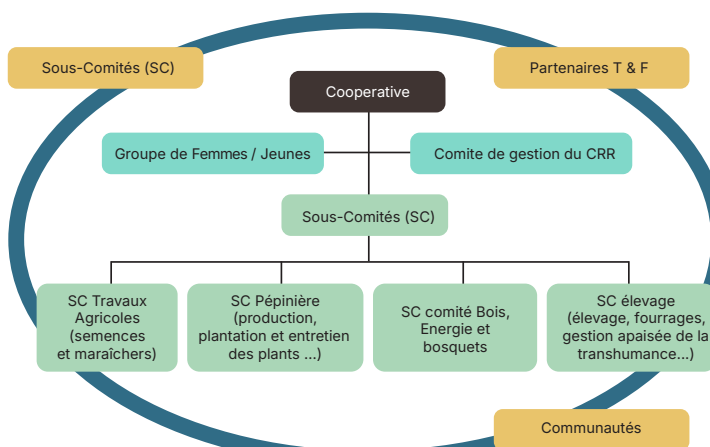 Sous-Comités (SC)
Partenaires T & F
Cooperative
Groupe de Femmes / Jeunes
Comite de gestion du CRR
Sous-Comités (SC)
SC Travaux
Agricoles
(semences
et maraîchers)
SC Pépinière
(production,
plantation et entretien
des plants ...)
SC comité Bois,
Energie et
bosquets
SC élevage
(élevage, fourrages,
gestion apaisée de la
transhumance...)
Communautés